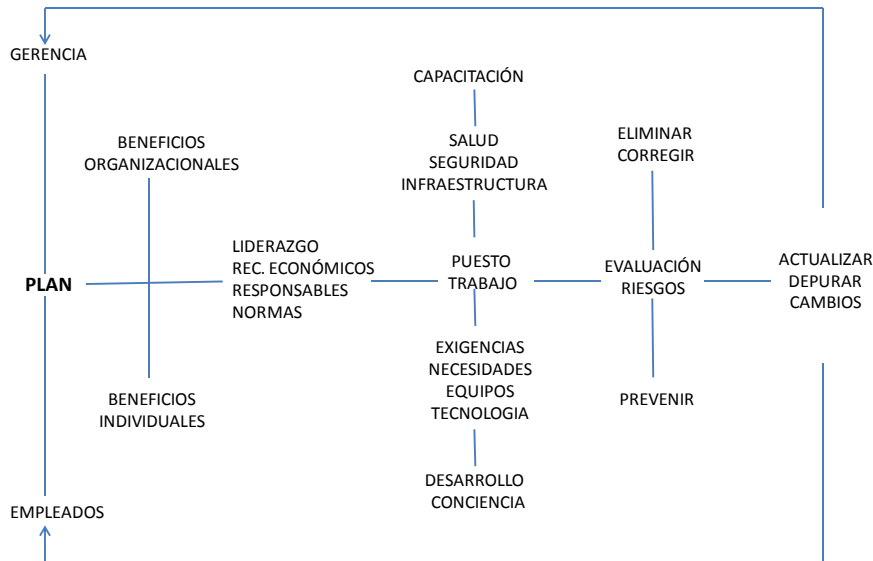 GERENCIA
CAPACITACIÓN
BENEFICIOS
ORGANIZACIONALES
SALUD
SEGURIDAD
INFRAESTRUCTURA
ELIMINAR
CORREGIR
PLAN
LIDERAZGO
REC. ECONÓMICOS
RESPONSABLES
NORMAS
PUESTO
TRABAJO
EVALUACIÓN
RIESGOS
ACTUALIZAR
DEPURAR
CAMBIOS
EXIGENCIAS
NECESIDADES
EQUIPOS
TECNOLOGIA
BENEFICIOS
INDIVIDUALES
PREVENIR
DESARROLLO
CONCIENCIA
EMPLEADOS